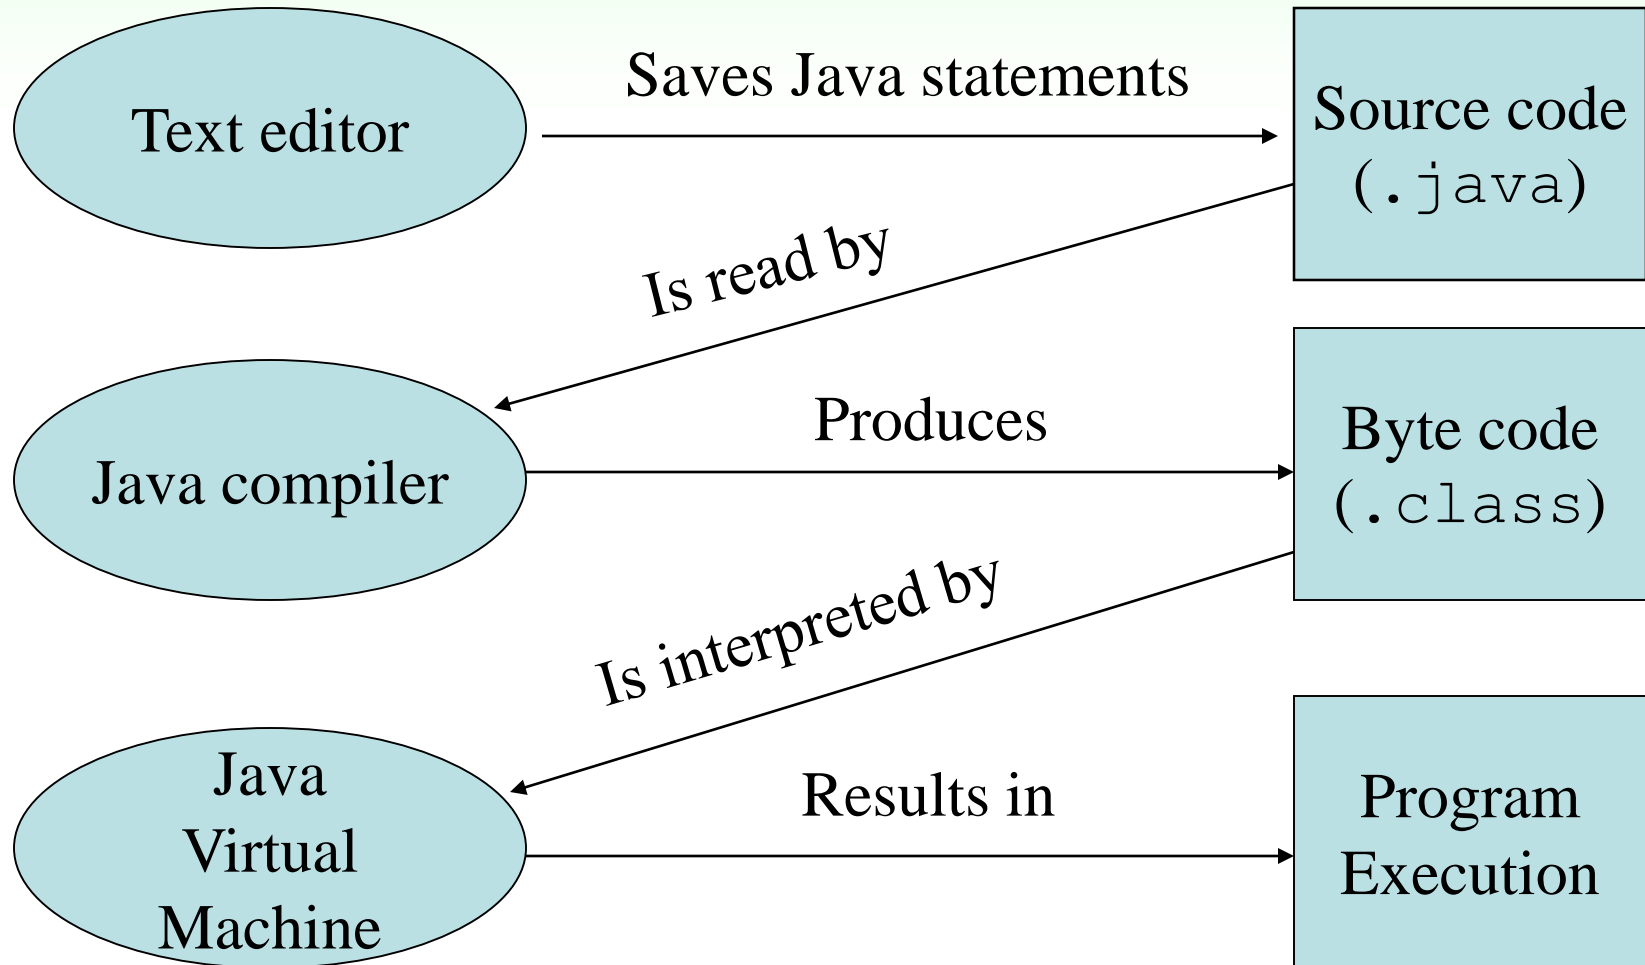 Text editor
Saves Java statements
Source code
(.java)
Is read by
Java compiler
Produces
Byte code
(.class)
Is interpreted by
Java
Virtual
Machine
Results in
Program
Execution